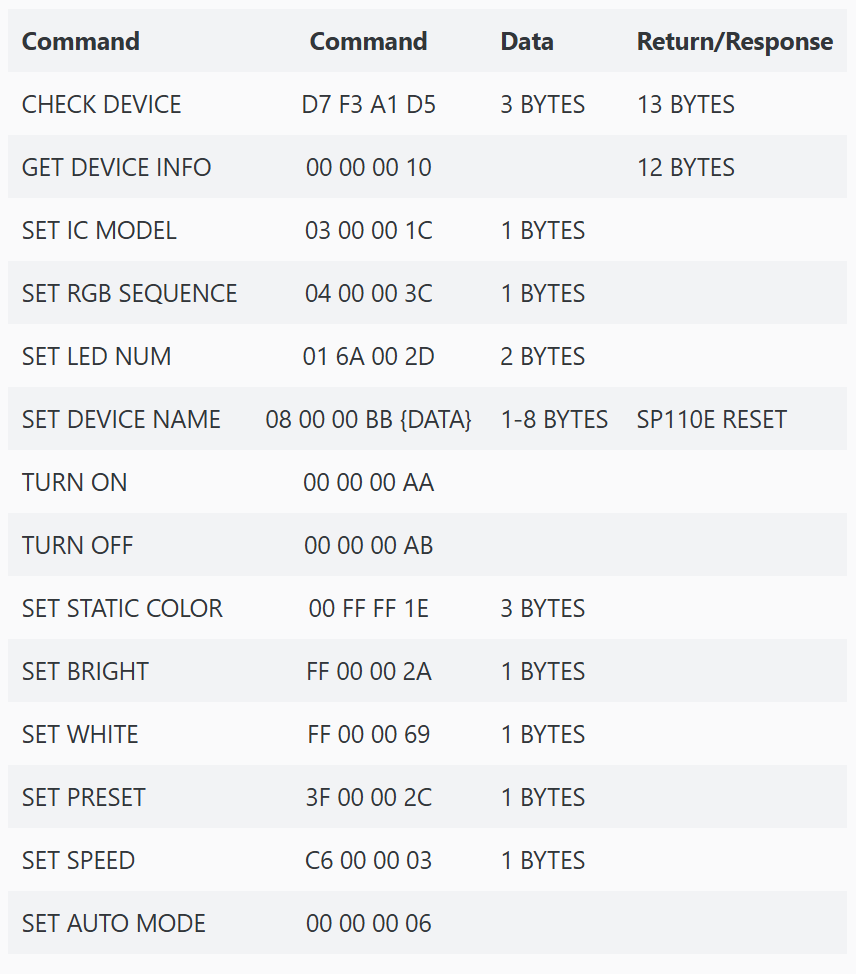 Command Command Data Return/Response
CHECK DEVICE D7 F3 A1 D5 3 BYTES 13 BYTES
GET DEVICE INFO 00 00 00 10 12 BYTES
SET IC MODEL 03 00 00 1C 1 BYTES
SET RGB SEQUENCE 04 00 00 3C 1 BYTES
SET LED NUM 01 6A 00 2D 2 BYTES
SET DEVICE NAME 08 00 00 BB {DATA} 1-8 BYTES SP110E RESET
TURN ON 00 00 00 AA
TURN OFF 00 00 00 AB
SET STATIC COLOR 00 FF FF 1E 3 BYTES
SET BRIGHT FF 00 00 2A 1 BYTES
SET WHITE FF 00 00 69 1 BYTES
SET PRESET 3F 00 00 2C 1 BYTES
SET SPEED C6 00 00 03 1 BYTES
SET AUTO MODE 00 00 00 06